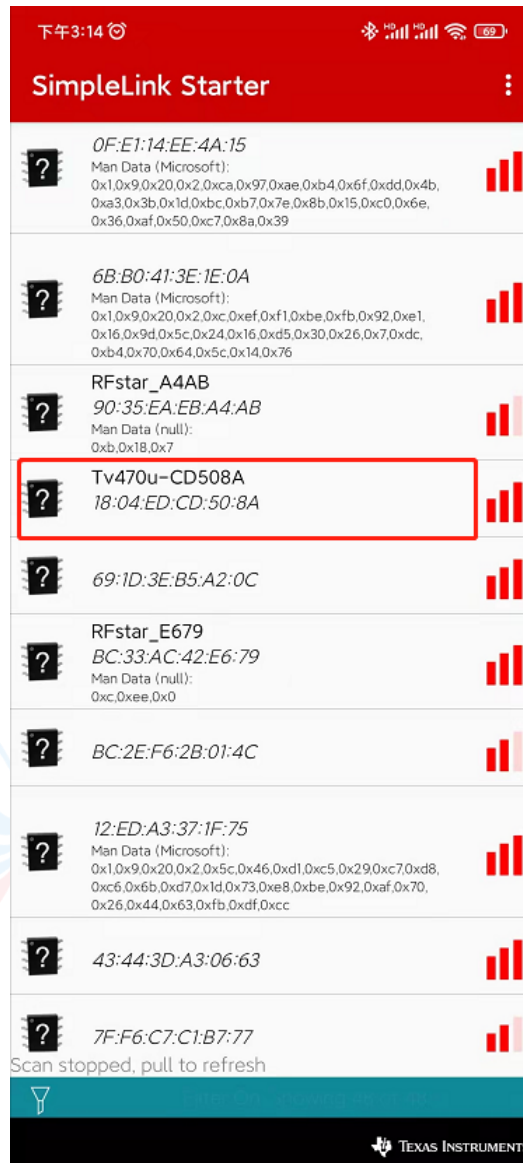 下午3:14
HD HD 69
SimpleLink Starter
0F:E1:14:EE:4A:15
Man Data (Microsoft):
0x1,0x9,0x20,0x2,0xca,0x97,0xae,0xb4,0x6f,0xdd,0x4b,
0xa3,0x3b,0x1d,0xbc,0xb7,0x7e,0x8b,0x15,0xc0,0x6e,
0x36,0xaf,0x50,0xc7,0x8a,0x39
6B:B0:41:3E:1E:0A
Man Data (Microsoft):
0x1,0x9,0x20,0x2,0xc,0xef,0xf1,0xbe,0xfb,0x92,0xe1,
0x16,0x9d,0x5c,0x24,0x16,0xd5,0x30,0x26,0x7,0xdc,
0xb4,0x70,0x64,0x5c,0x14,0x76
RFstar_A4AB
90:35:EA:EB:A4:AB
Man Data (null):
0xb,0x18,0x7
Tv470u-CD508A
18:04:ED:CD:50:8A
69:1D:3E:B5:A2:0C
RFstar_E679
BC:33:AC:42:E6:79
Man Data (null):
0xc,0xee,0x0
BC:2E:F6:2B:01:4C
12:ED:A3:37:1F:75
Man Data (Microsoft):
0x1,0x9,0x20,0x2,0x5c,0x46,0xd1,0xc5,0x29,0xc7,0xd8,
0xc6,0x6b,0xd7,0x1d,0x73,0xe8,0xbe,0x92,0xaf,0x70,
0x26,0x44,0x63,0xfb,0xdf,0xcc
43:44:3D:A3:06:63
7F:F6:C7:C1:B7:77
Scan stopped, pull to refresh
TEXAS INSTRUMENT